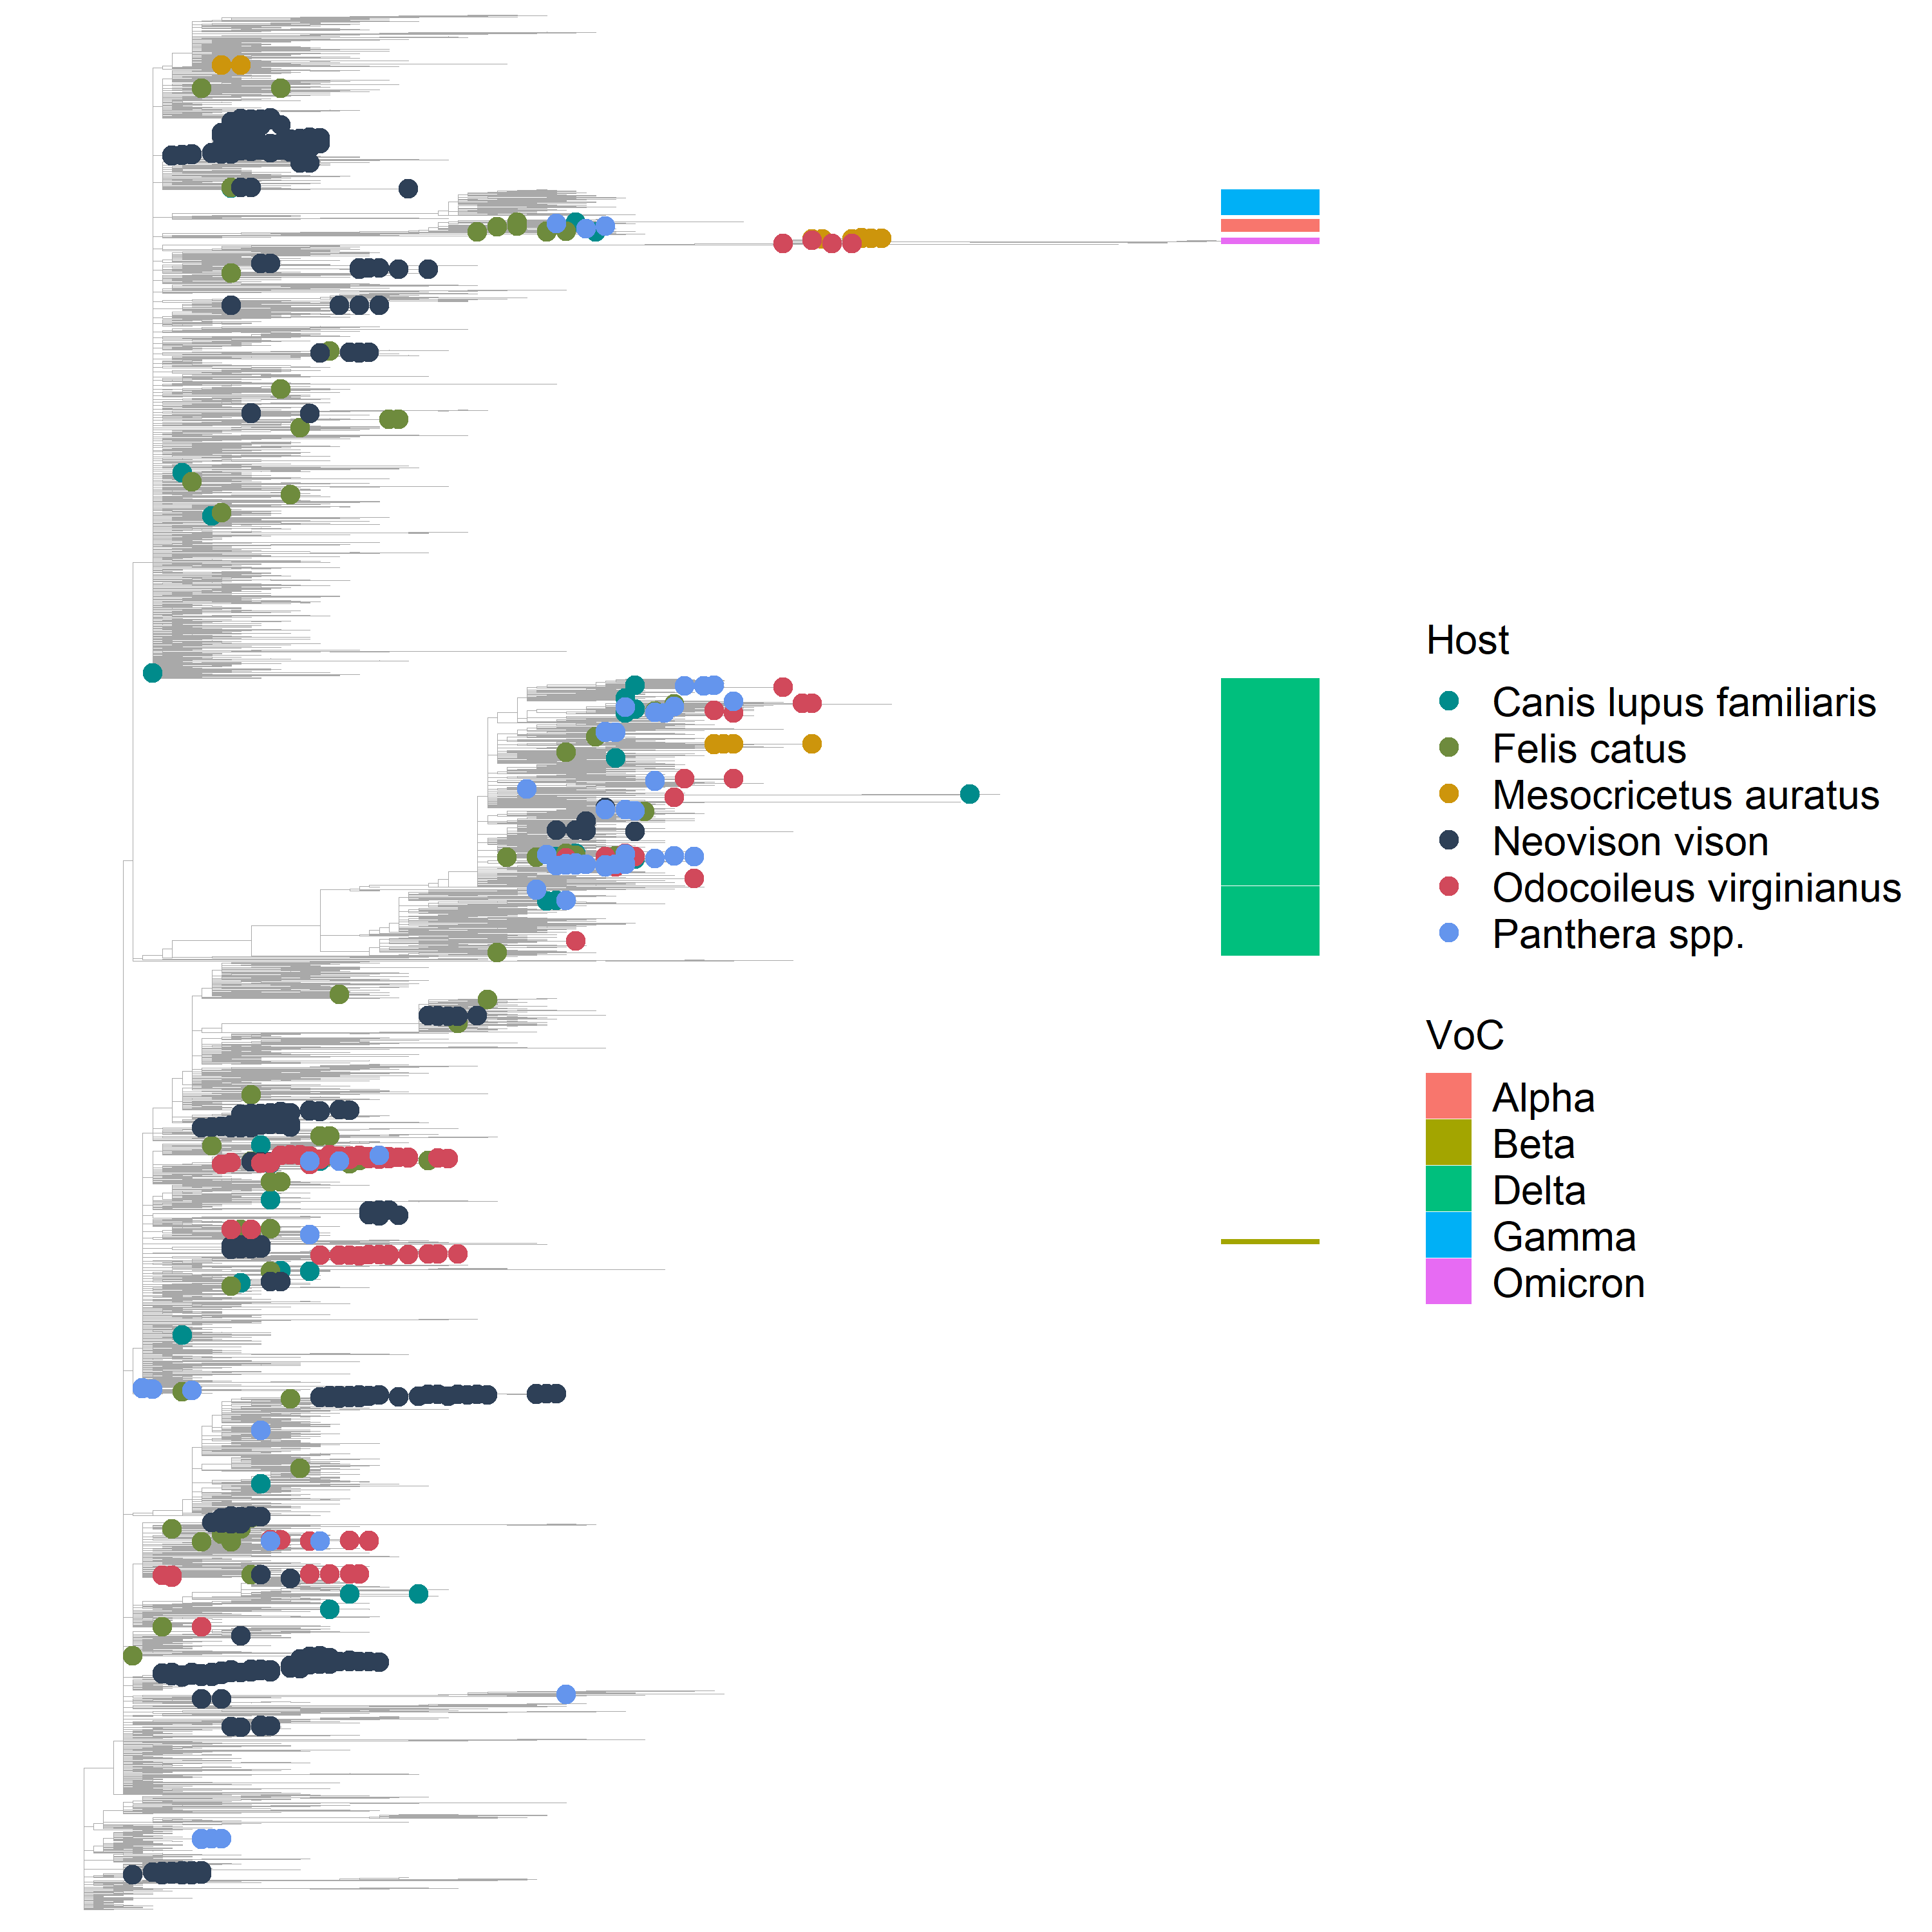 Host
Canis lupus familiaris
Felis catus
Mesocricetus auratus
Neovison vison
Odocoileus virginianus
Panthera spp.
VoC
Alpha
Beta
Delta
Gamma
Omicron